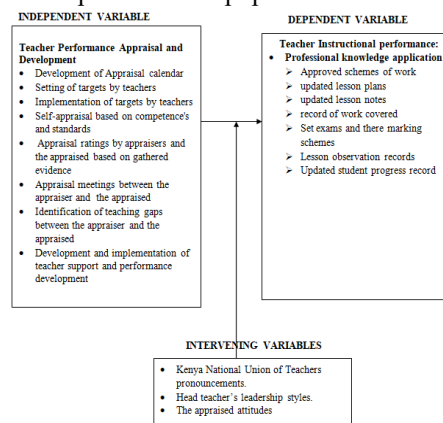 INDEPENDENT VARIABLE
Teacher Performance Appraisal and
Development
• Development of Appraisal calendar
• Setting of targets by teachers
• Implementation of targets by teachers
• Self-appraisal based on competence's
and standards
• Appraisal ratings by appraisers and
the appraised based on gathered
evidence
• Appraisal meetings between the
appraiser and the appraised
• Identification of teaching gaps
between the appraiser and the
appraised
• Development and implementation of
teacher support and performance
development
DEPENDENT VARIABLE
Teacher Instructional performance:
• Professional knowledge application
➢ Approved schemes of work
➢ updated lesson plans
➢ updated lesson notes
➢ record of work covered
➢ Set exams and there marking
schemes
➢ Lesson observation records
➢ Updated student progress record
INTERVENING VARIABLES
• Kenya National Union of Teachers
pronouncements.
• Head teacher's leadership styles.
• The appraised attitudes